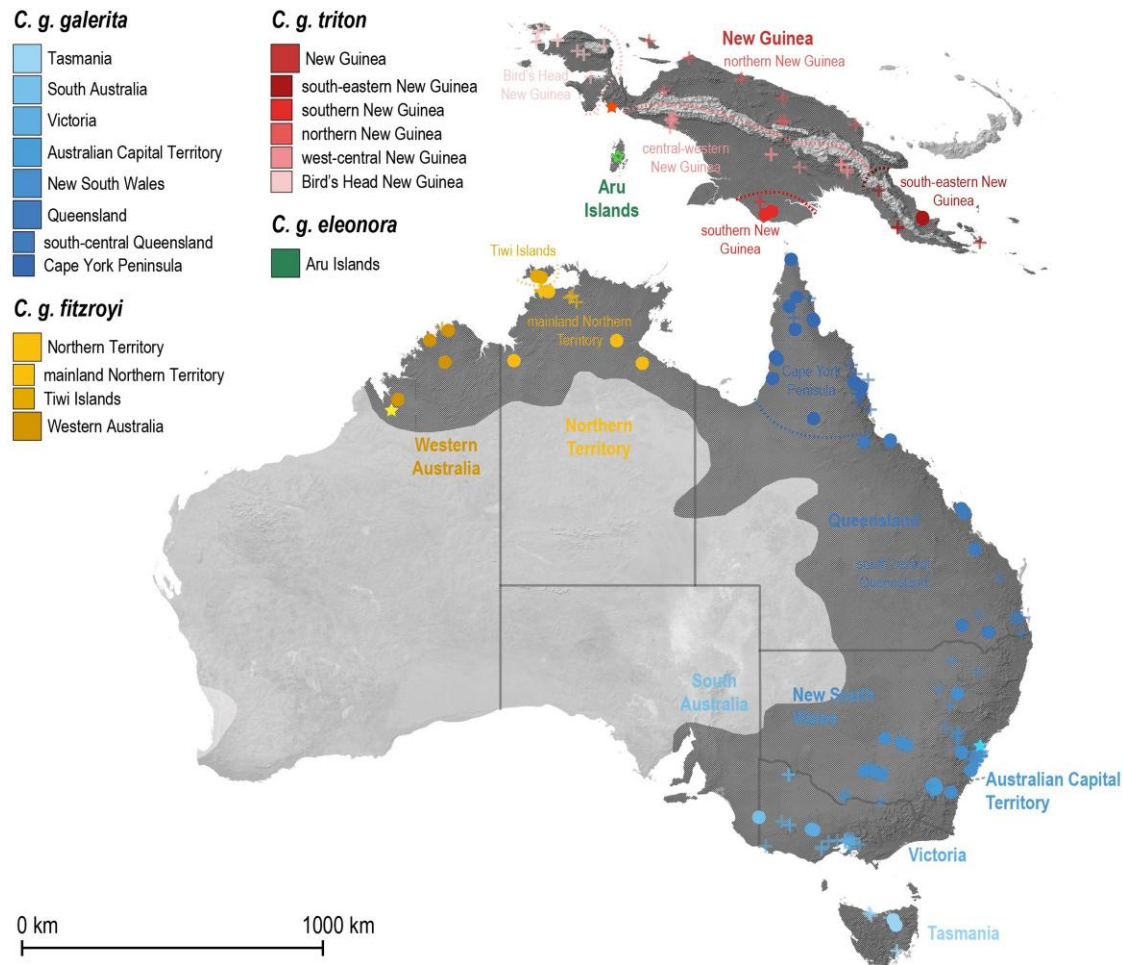 C. g. galerita
Tasmania
South Australia
Victoria
Australian Capital Territory
New South Wales
Queensland
south-central Queensland
Cape York Peninsula
C. g. fitzroyi
Northern Territory
mainland Northern Territory
Tiwi Islands
Western Australia
C. g. triton
New Guinea
south-eastern New Guinea
southern New Guinea
northern New Guinea
west-central New Guinea
Bird's Head New Guinea
C. g. eleonora
Aru Islands
New Guinea
northern New Guinea
Bird's Head
New Guinea
central-western
New Guinea
south-eastern New
Guinea
Aru
Islands
southern New
Guinea
Tiwi Islands
mainland Northern
Territory
Cape York
Penisula
Western
Australia
Northern
Territory
Queensland
south-central
Queensland
South
Australia
New South
Wales
Australian Capital
Territory
Victoria
Tasmania
0 km
1000 km